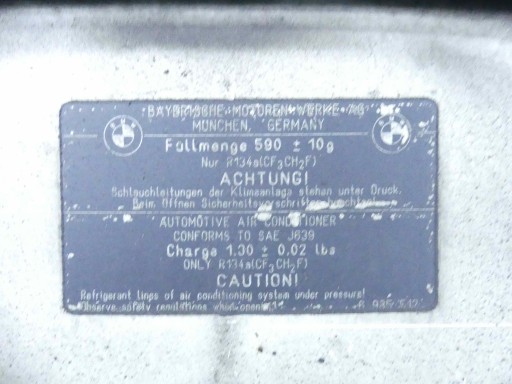 BAYERISCHE MOTOREN WERKE AG
MÜNCHEN, GERMANY
Füllmenge 590 ± 10g
Nur R134a(CF3CH2F)
ACHTUNG!
Schlauchleitungen der Klimaanlage stehen unter Druck.
Beim Öffnen Sicherheitsvorschriften beachten!
AUTOMOTIVE AIR CONDITIONER
CONFORMS TO SAE J639
Charge 1.30 ± 0.02 lbs
ONLY R134a(CF3CH2F)
CAUTION!
Refrigerant lines of air conditioning system under pressure!
Observe safety regulations when opening!